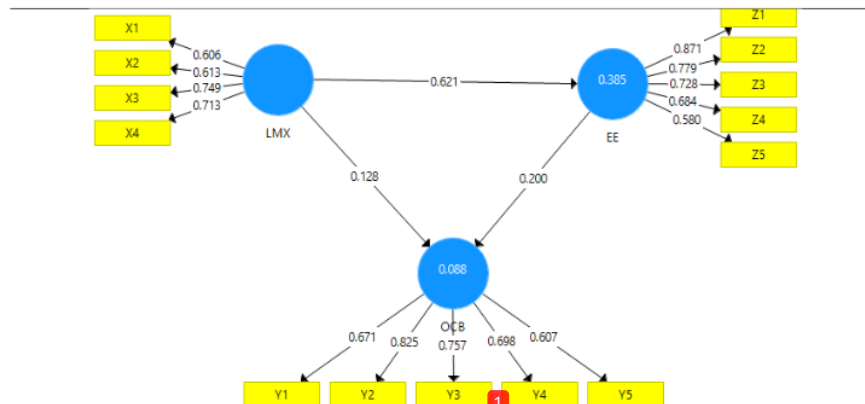 X1
X2
X3
X4
0.606
0.613
0.749
0.713
LMX
0.621
0.385
EE
0.871
0.779
0.728
0.684
0.580
Z1
Z2
Z3
Z4
Z5
0.128
0.200
0.088
OCB
0.671
0.825
0.757
0.698
0.607
Y1
Y2
Y3
Y4
Y5
1